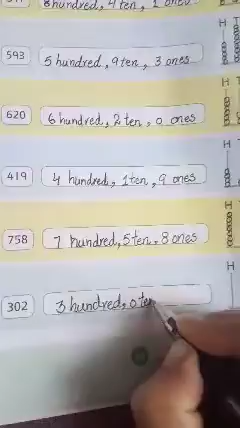 8 hundred, 4 ten, 1 ones
H T
593 5 hundred, 9 ten, 3 ones
H T
620 6 hundred, 2 ten, 0 ones
H
419 4 hundred, 1 ten, 9 ones
H
758 7 hundred, 5 ten, 8 ones
H
302 3 hundred, 0 ten